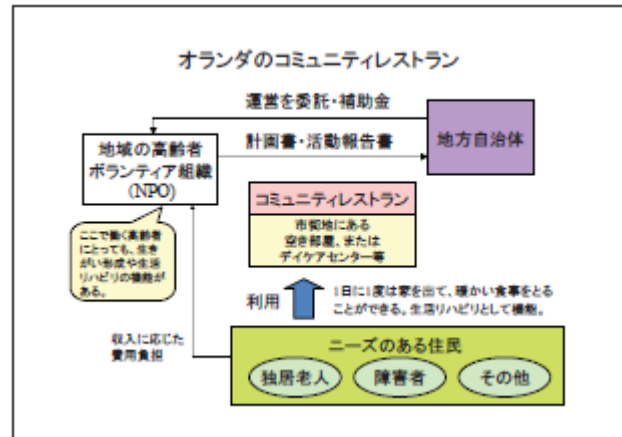 オランダのコミュニティレストラン
運営を委託・補助金
地方自治体
地域の高齢者
ボランティア組織
(NPO)
計画書・活動報告書
コミュニティレストラン
市街地にある
空き部屋、または
デイケアセンター等
ここで働く高齢者
にとっても、生き
がい形成や生活
リハビリの機能が
ある。
利用
1日に1度は家を出て、暖かい食事をとる
ことができる。生活リハビリとして機能。
収入に応じた
費用負担
ニーズのある住民
独居老人
障害者
その他